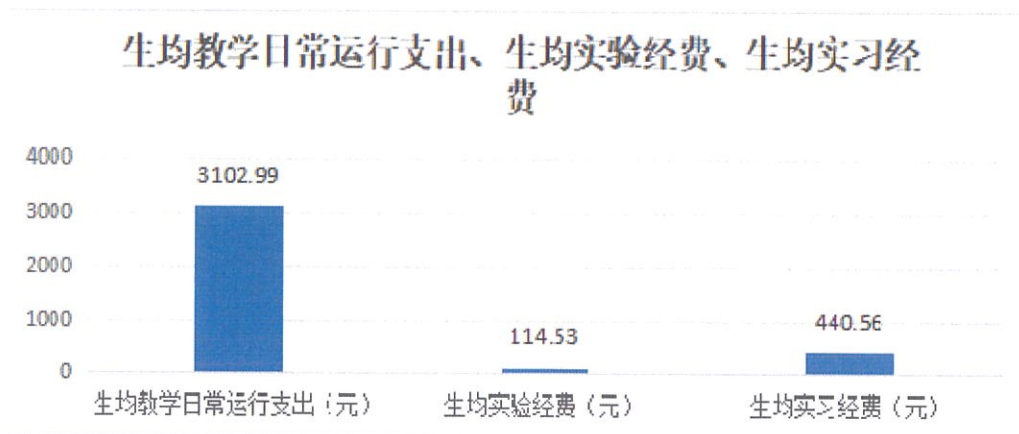 生均教学日常运行支出、生均实验经费、生均实习经
费
4000
3102.99
3000
2000
1000
440.56
114.53
0
生均教学日常运行支出（元）
生均实验经费（元）
生均实习经费（元）